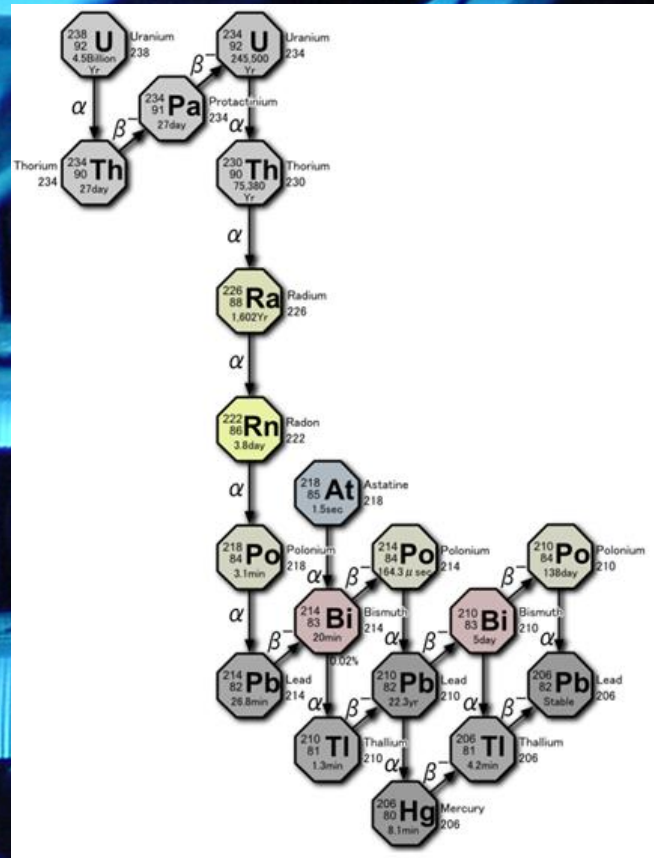 238
92 U
4.5Billion
Yr
Uranium
238
234
92 U
245,500
Yr
Uranium
234
α
β⁻
234
91 Pa
27day
Protactinium
234
β⁻
α
Thorium
234
234
90 Th
27day
230
90 Th
75,380
Yr
Thorium
230
α
226
88 Ra
1,602Yr
Radium
226
α
222
86 Rn
3.8day
Radon
222
α
218
85 At
1.5sec
Astatine
218
218
84 Po
3.1min
Polonium
218
α
β⁻
214
84 Po
164.3 μ sec
Polonium
214
β⁻
210
84 Po
138day
Polonium
210
α
β⁻
214
83 Bi
20min
Bismuth
214
0.02%
α
β⁻
210
83 Bi
5day
Bismuth
210
α
214
82 Pb
26.8min
Lead
214
α
β⁻
210
82 Pb
22.3yr
Lead
210
α
β⁻
206
82 Pb
Stable
Lead
206
210
81 Tl
1.3min
Thallium
210
α
β⁻
206
81 Tl
4.2min
Thallium
206
206
80 Hg
8.1min
Mercury
206